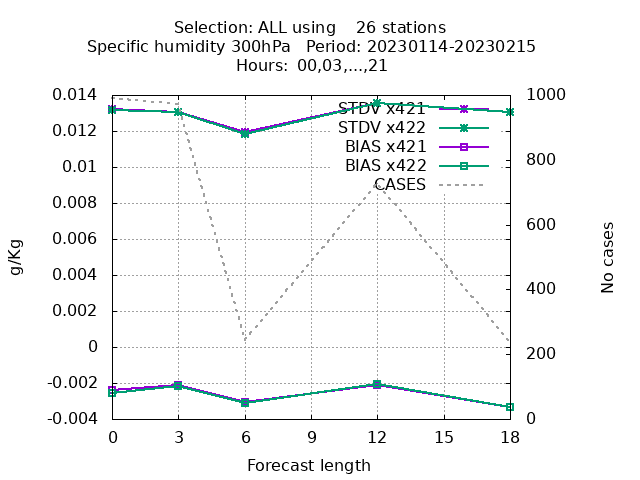 Selection: ALL using    26 stations
Specific humidity 300hPa   Period: 20230114-20230215
Hours: 00,03,...,21
0.014
0.012
0.01
0.008
0.006
0.004
0.002
0
-0.002
-0.004
g/Kg
STDV x421
STDV x422
BIAS x421
BIAS x422
CASES
1000
800
600
400
200
0
No cases
0 3 6 9 12 15 18
Forecast length